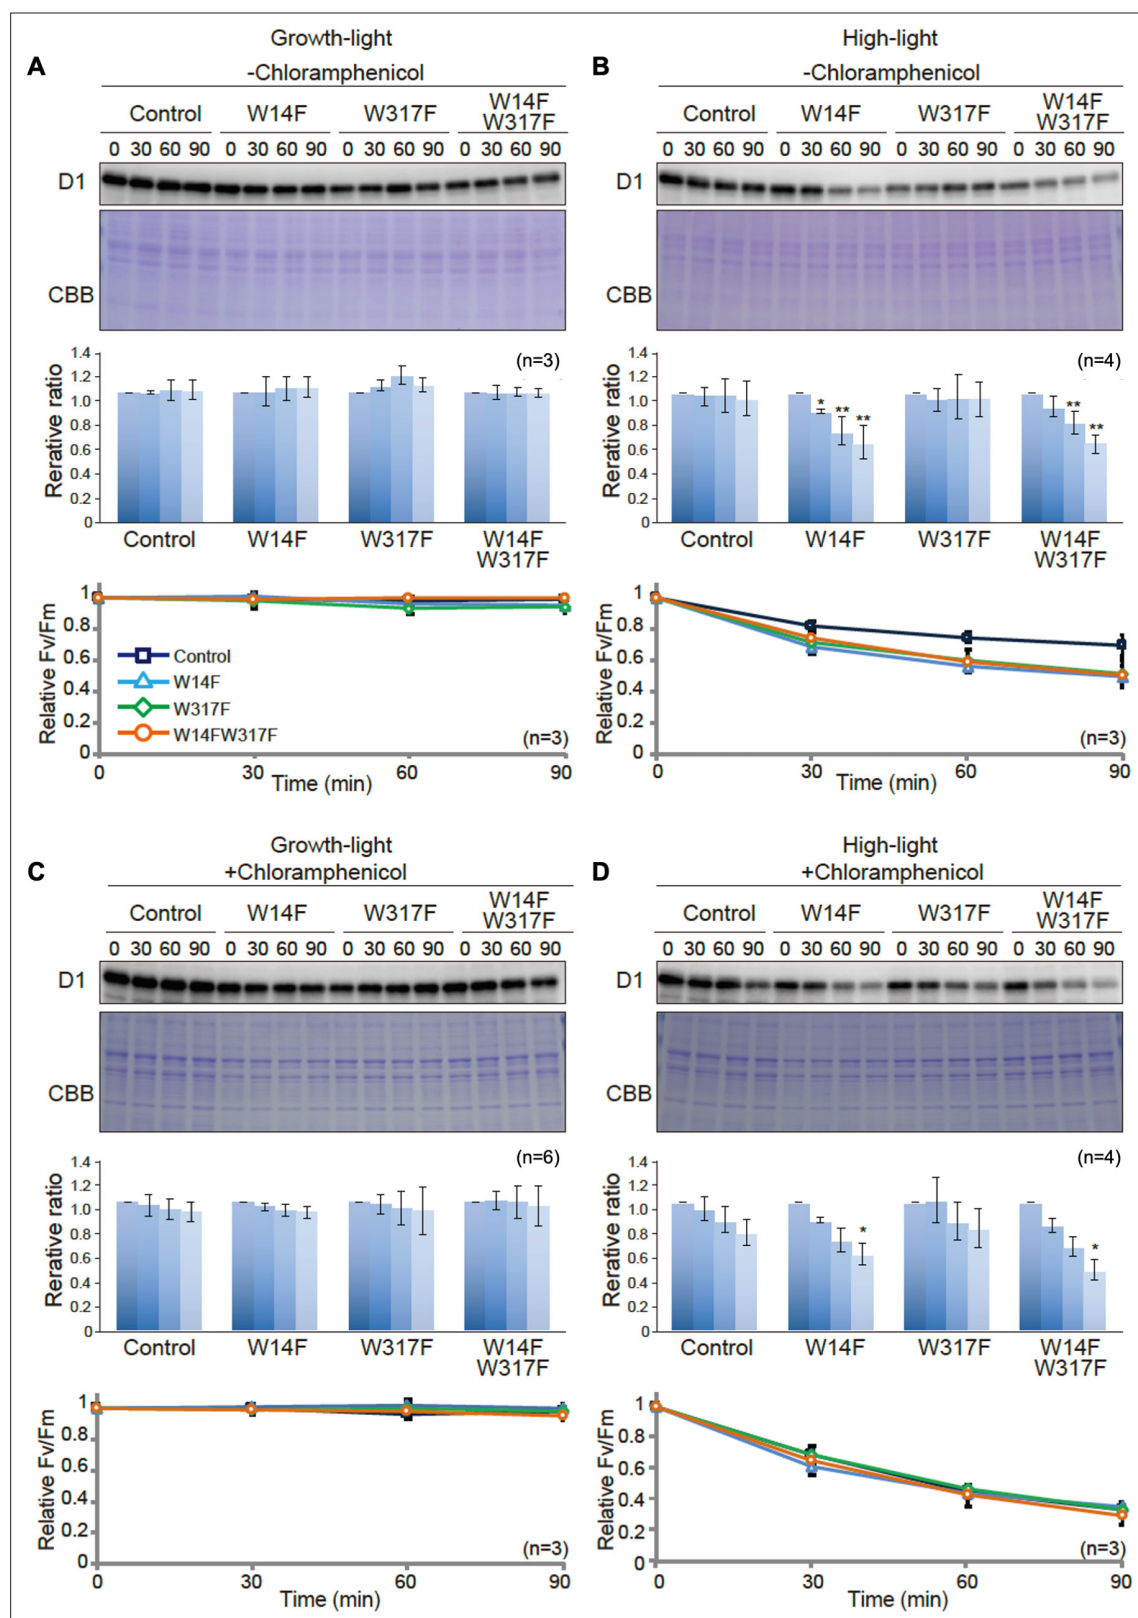 Growth-light
A
-Chloramphenicol
Control W14F W317F W14F W317F
0 30 60 90 0 30 60 90 0 30 60 90 0 30 60 90
D1
CBB
(n=3)
Rerative ratio
1.4
1.2
1.0
0.8
0.6
0.4
0.2
0
Control W14F W317F W14F W317F
Relative Fv/Fm
1
0.8
0.6
0.4
0.2
0
Control
W14F
W317F
W14FW317F
(n=3)
0 30 60 90
Time (min)
High-light
B
-Chloramphenicol
Control W14F W317F W14F W317F
0 30 60 90 0 30 60 90 0 30 60 90 0 30 60 90
D1
CBB
(n=4)
Rerative ratio
1.4
1.2
1.0
0.8
0.6
0.4
0.2
0
* ** ** ** **
Control W14F W317F W14F W317F
Relative Fv/Fm
1
0.8
0.6
0.4
0.2
0
(n=3)
0 30 60 90
Time (min)
Growth-light
C
+Chloramphenicol
Control W14F W317F W14F W317F
0 30 60 90 0 30 60 90 0 30 60 90 0 30 60 90
D1
CBB
(n=6)
Rerative ratio
1.4
1.2
1.0
0.8
0.6
0.4
0.2
0
Control W14F W317F W14F W317F
Relative Fv/Fm
1
0.8
0.6
0.4
0.2
0
(n=3)
0 30 60 90
Time (min)
High-light
D
+Chloramphenicol
Control W14F W317F W14F W317F
0 30 60 90 0 30 60 90 0 30 60 90 0 30 60 90
D1
CBB
(n=4)
Rerative ratio
1.4
1.2
1.0
0.8
0.6
0.4
0.2
0
* *
Control W14F W317F W14F W317F
Relative Fv/Fm
1
0.8
0.6
0.4
0.2
0
(n=3)
0 30 60 90
Time (min)